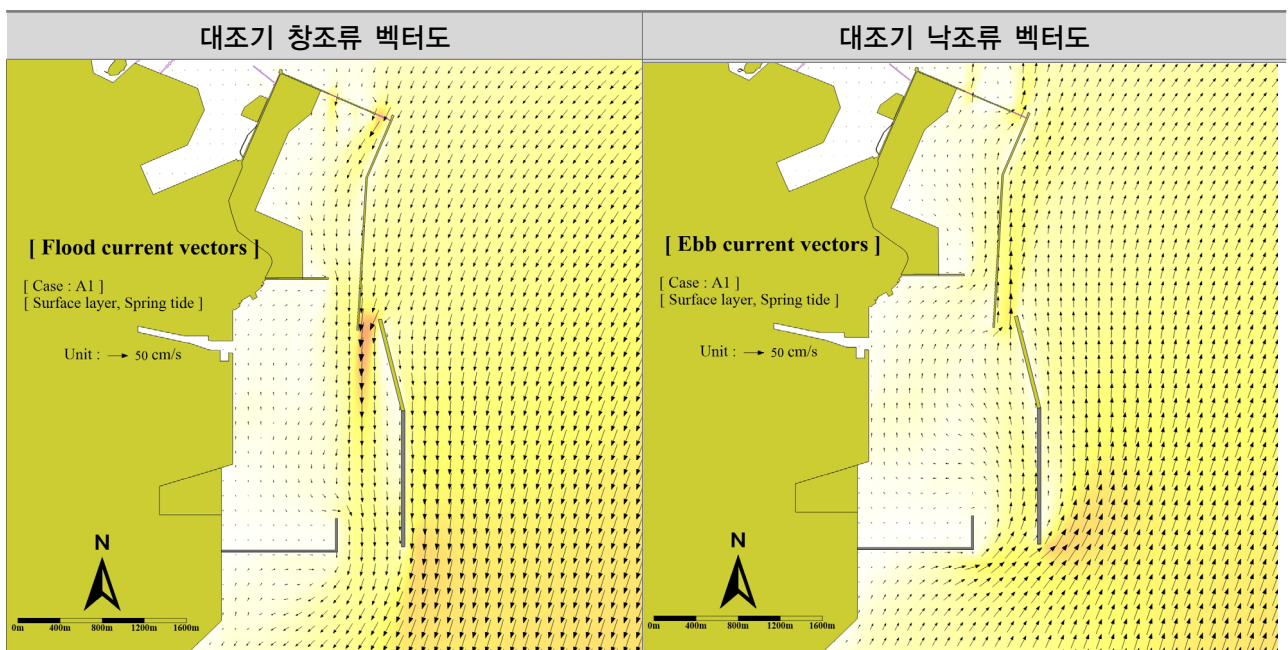 대조기 창조류 벡터도
대조기 낙조류 벡터도
[ Flood current vectors ]
[ Case : A1 ]
[ Surface layer, Spring tide ]
Unit : 50 cm/s
N
0m 400m 800m 1200m 1600m
[ Ebb current vectors ]
[ Case : A1 ]
[ Surface layer, Spring tide ]
Unit : 50 cm/s
N
0m 400m 800m 1200m 1600m